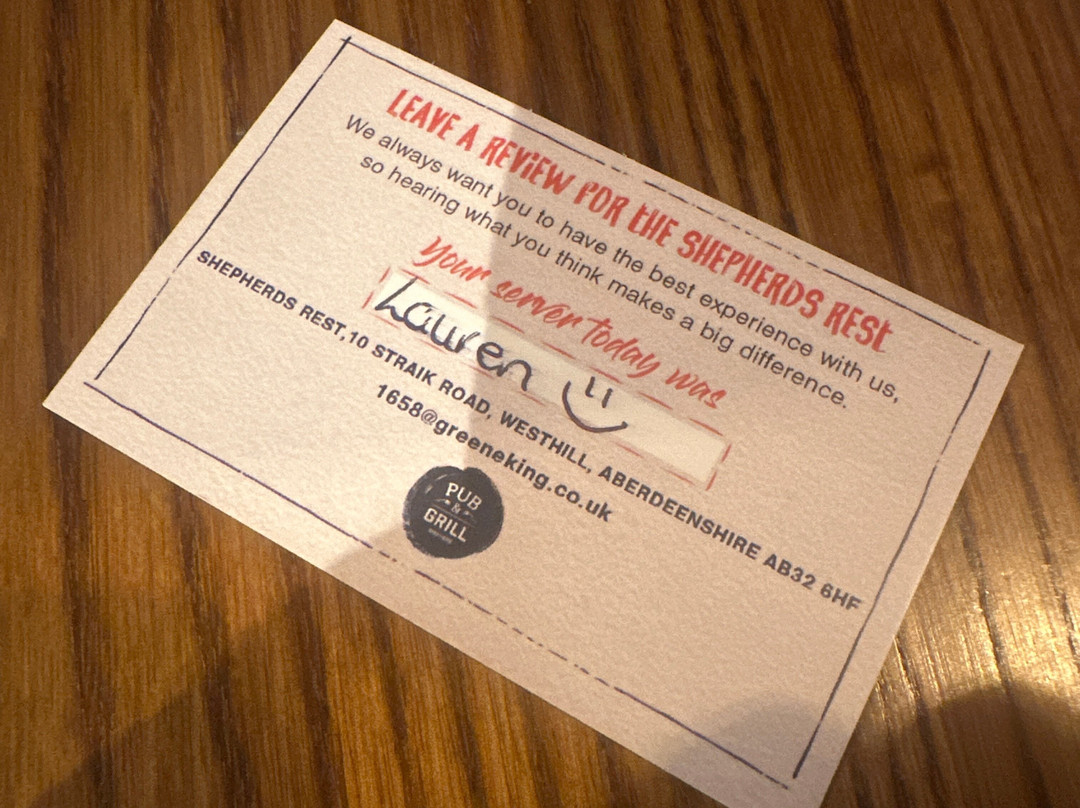 LEAVE A REVIEW FOR THE SHEPHERDS REST
We always want you to have the best experience with us,
so hearing what you think makes a big difference.
Your server today was
Lauren
SHEPHERDS REST,10 STRAIK ROAD, WESTHILL, ABERDEENSHIRE AB32 6HF
1658@greeneking.co.uk
PUB
&
GRILL